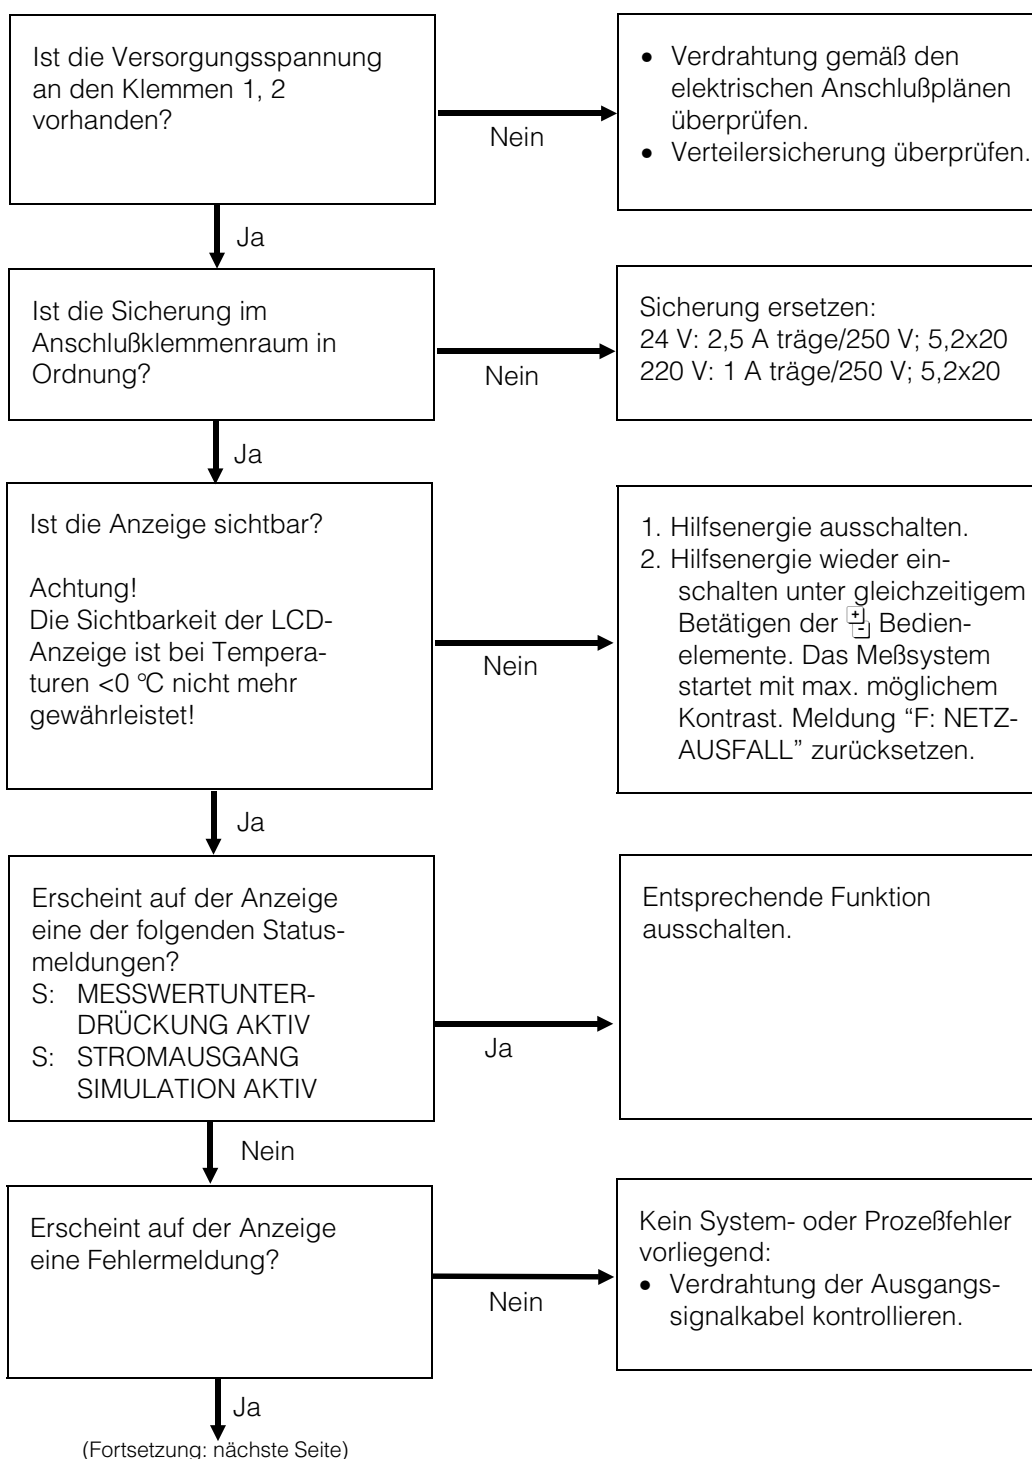 Ist die Versorgungsspannung
an den Klemmen 1, 2
vorhanden?
Nein
• Verdrahtung gemäß den
elektrischen Anschlußplänen
überprüfen.
• Verteilersicherung überprüfen.
Ja
Ist die Sicherung im
Anschlußklemmenraum in
Ordnung?
Nein
Sicherung ersetzen:
24 V: 2,5 A träge/250 V; 5,2x20
220 V: 1 A träge/250 V; 5,2x20
Ja
Ist die Anzeige sichtbar?
Achtung!
Die Sichtbarkeit der LCD-
Anzeige ist bei Tempera-
turen <0 °C nicht mehr
gewährleistet!
Nein
1. Hilfsenergie ausschalten.
2. Hilfsenergie wieder ein-
schalten unter gleichzeitigem
Betätigen der + - Bedien-
elemente. Das Meßsystem
startet mit max. möglichem
Kontrast. Meldung “F: NETZ-
AUSFALL” zurücksetzen.
Ja
Erscheint auf der Anzeige
eine der folgenden Status-
meldungen?
S: MESSWERTUNTER-
DRÜCKUNG AKTIV
S: STROMAUSGANG
SIMULATION AKTIV
Ja
Entsprechende Funktion
ausschalten.
Nein
Erscheint auf der Anzeige
eine Fehlermeldung?
Nein
Kein System- oder Prozeßfehler
vorliegend:
• Verdrahtung der Ausgangs-
signalkabel kontrollieren.
Ja
(Fortsetzung: nächste Seite)